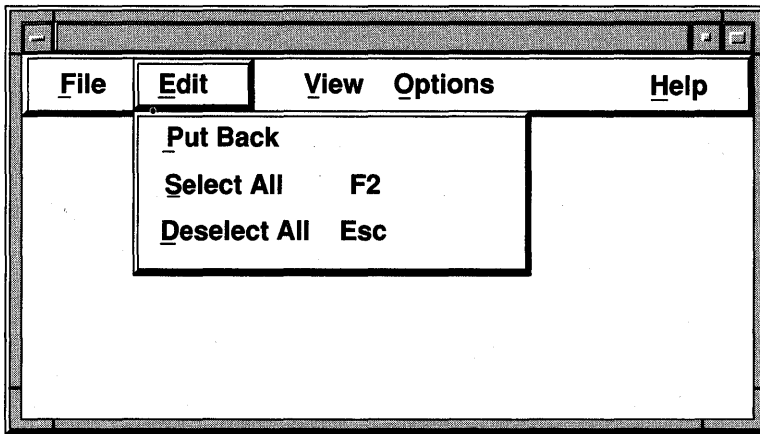 File Edit View Options Help
Put Back
Select All F2
Deselect All Esc